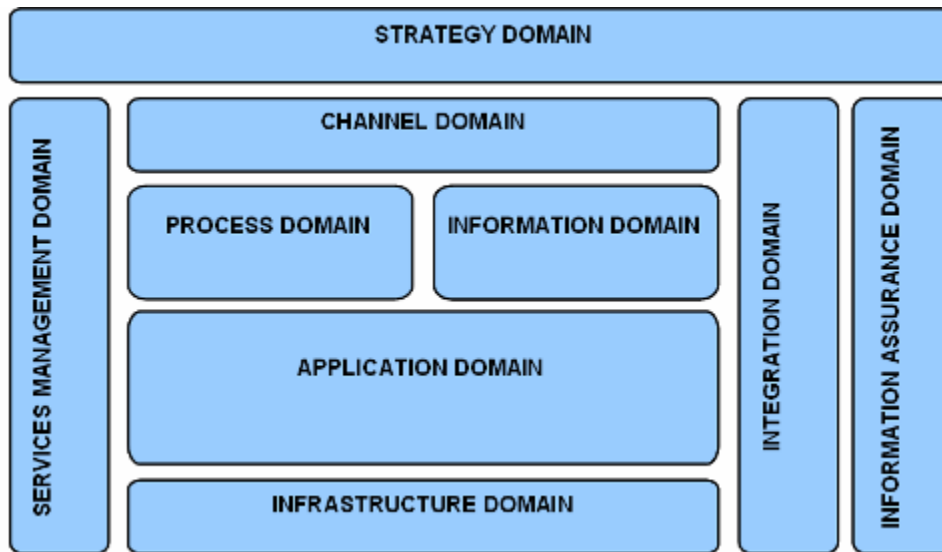 STRATEGY DOMAIN
SERVICES MANAGEMENT DOMAIN
CHANNEL DOMAIN
PROCESS DOMAIN
INFORMATION DOMAIN
APPLICATION DOMAIN
INFRASTRUCTURE DOMAIN
INTEGRATION DOMAIN
INFORMATION ASSURANCE DOMAIN